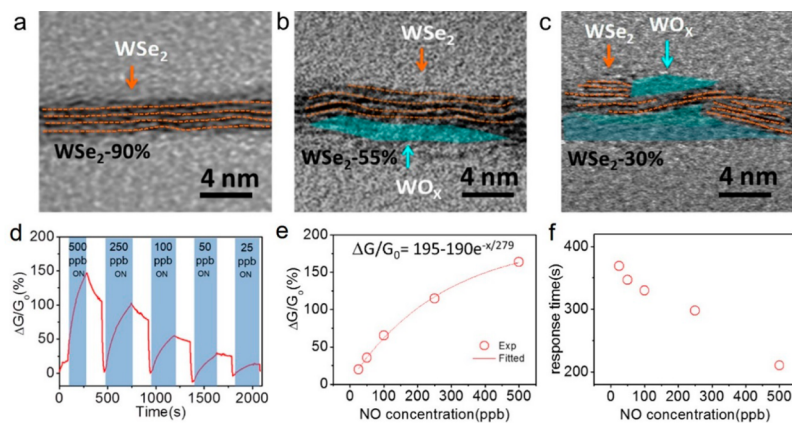 a
WSe₂
WSe₂-90%
4 nm
b
WSe₂
WSe₂-55%
WOₓ
4 nm
c
WSe₂
WOₓ
WSe₂-30%
4 nm
d
200
150
100
50
0
ΔG/G₀(%)
500 250 100 50 25
ppb ppb ppb ppb ppb
ON ON ON ON ON
0 500 1000 1500 2000
Time(s)
e
ΔG/G₀= 195-190e⁻ˣ/²⁷⁹
200
150
100
50
0
ΔG/G₀(%)
Exp
Fitted
0 100 200 300 400 500
NO concentration(ppb)
f
400
300
200
response time(s)
0 100 200 300 400 500
NO concentration(ppb)